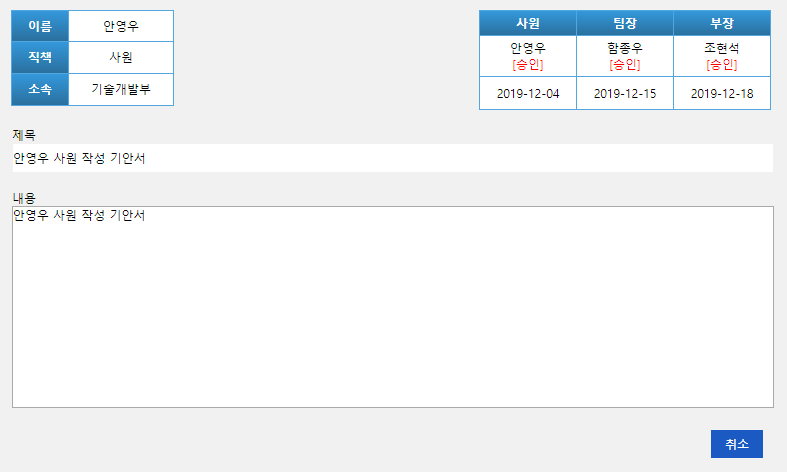 이름 안영우
직책 사원
소속 기술개발부
사원 팀장 부장
안영우 함종우 조현석
[승인] [승인] [승인]
2019-12-04 2019-12-15 2019-12-18
제목
안영우 사원 작성 기안서
내용
안영우 사원 작성 기안서
취소